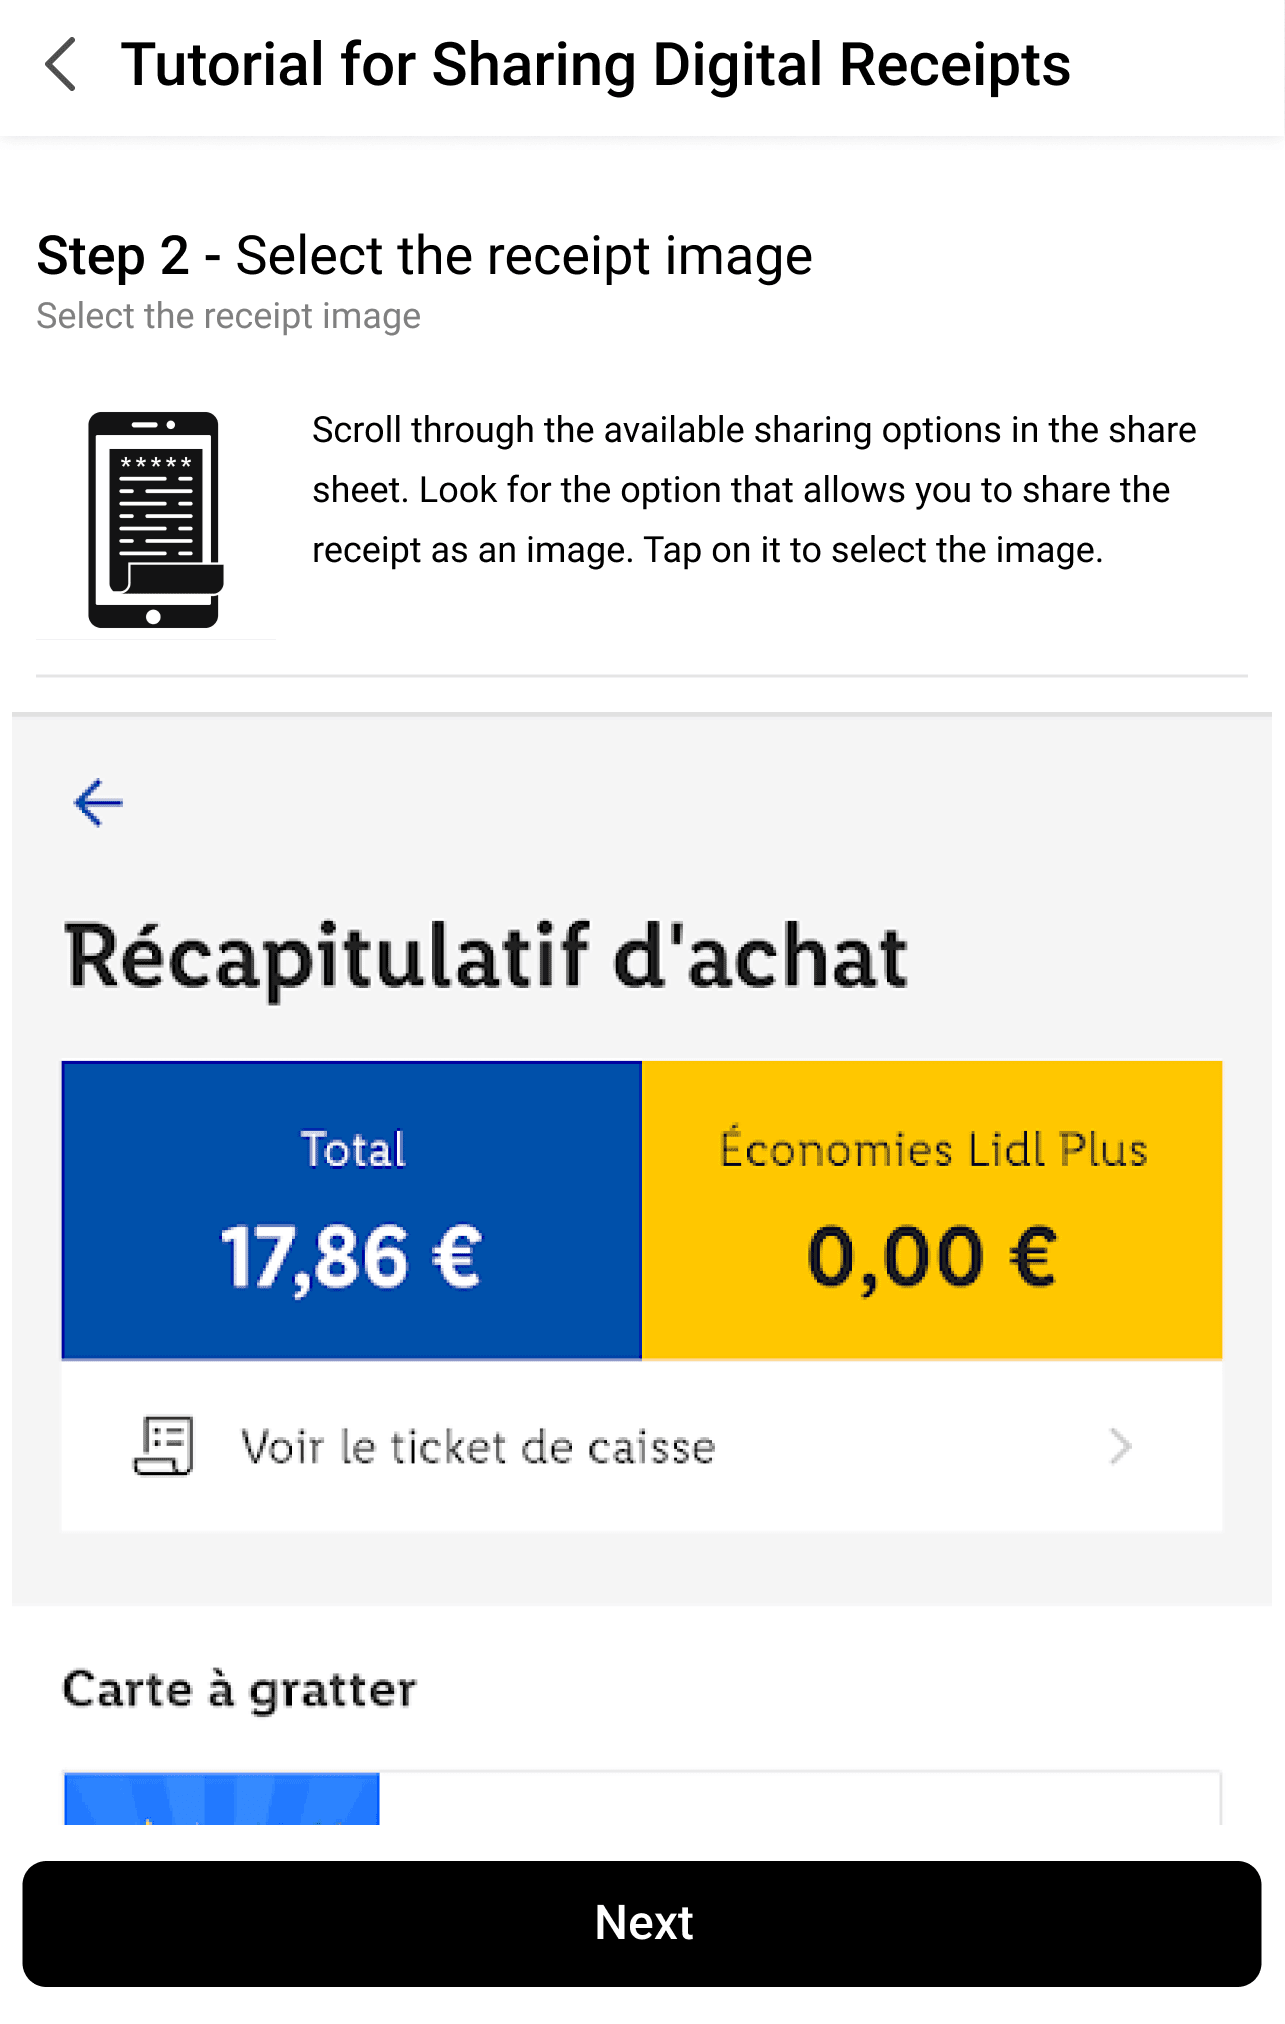 Tutorial for Sharing Digital Receipts
Step 2 - Select the receipt image
Select the receipt image
*****
Scroll through the available sharing options in the share
sheet. Look for the option that allows you to share the
receipt as an image. Tap on it to select the image.
Récapitulatif d'achat
Total
17,86 €
Économies Lidl Plus
0,00 €
Voir le ticket de caisse
Carte à gratter
Next